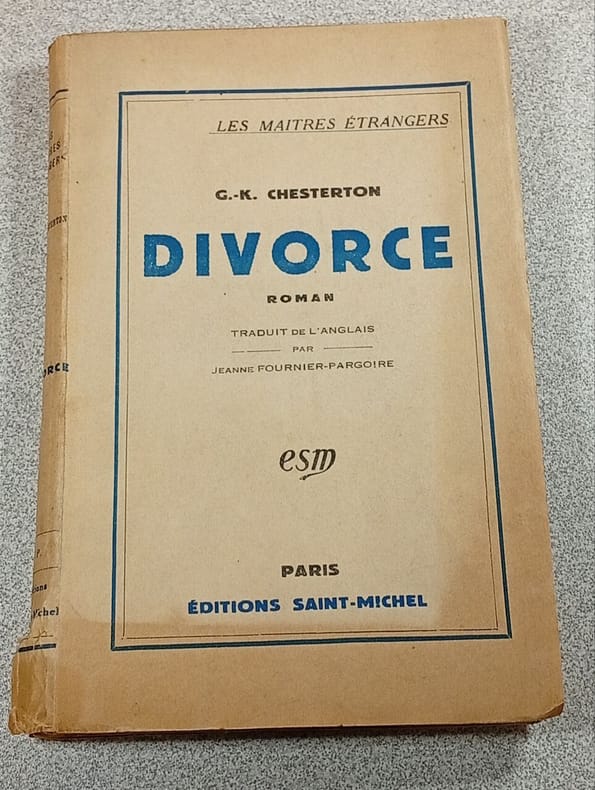 LES MAITRES ÉTRANGERS
G.-K. CHESTERTON
DIVORCE
ROMAN
TRADUIT DE L'ANGLAIS
PAR
JEANNE FOURNIER-PARGOIRE
esm
PARIS
ÉDITIONS SAINT-MICHEL